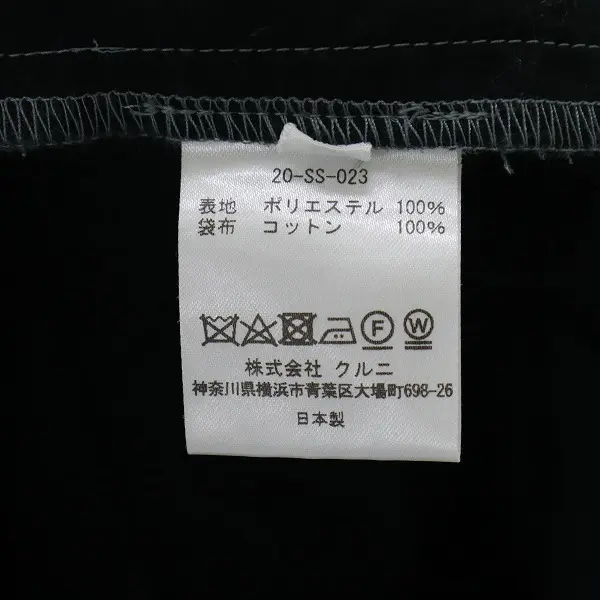 20-SS-023
表地 ポリエステル 100%
袋布 コットン 100%
F W
株式会社 クルニ
神奈川県横浜市青葉区大場町698-26
日本製